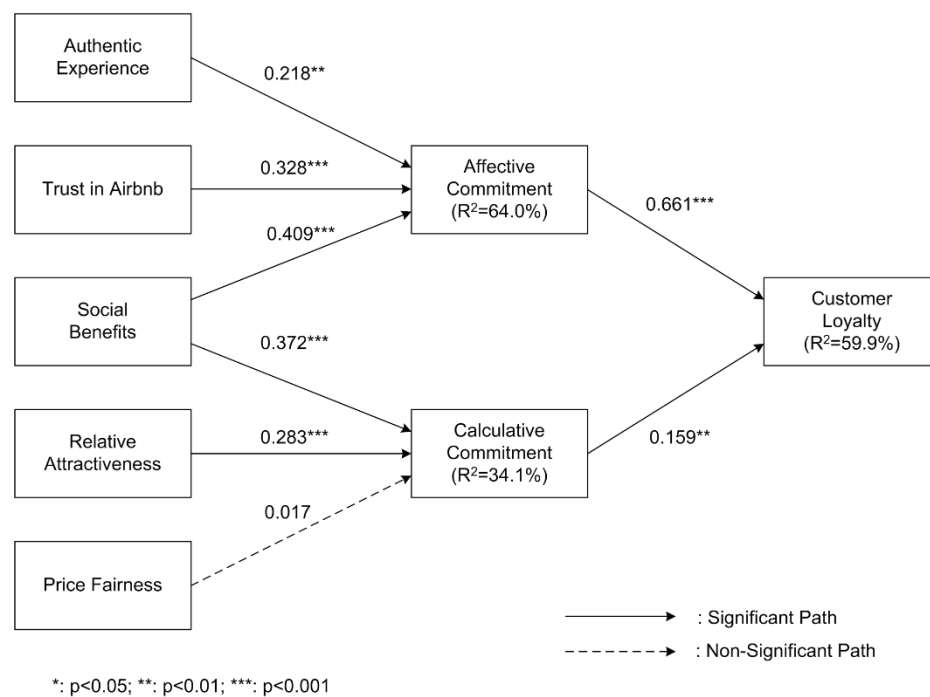 Authentic
Experience
0.218**
Trust in Airbnb
0.328***
Affective
Commitment
(R²=64.0%)
0.661***
0.409***
Social
Benefits
Customer
Loyalty
(R²=59.9%)
0.372***
Relative
Attractiveness
0.283***
Calculative
Commitment
(R²=34.1%)
0.159**
0.017
Price Fairness
: Significant Path
: Non-Significant Path
*: p<0.05; **: p<0.01; ***: p<0.001